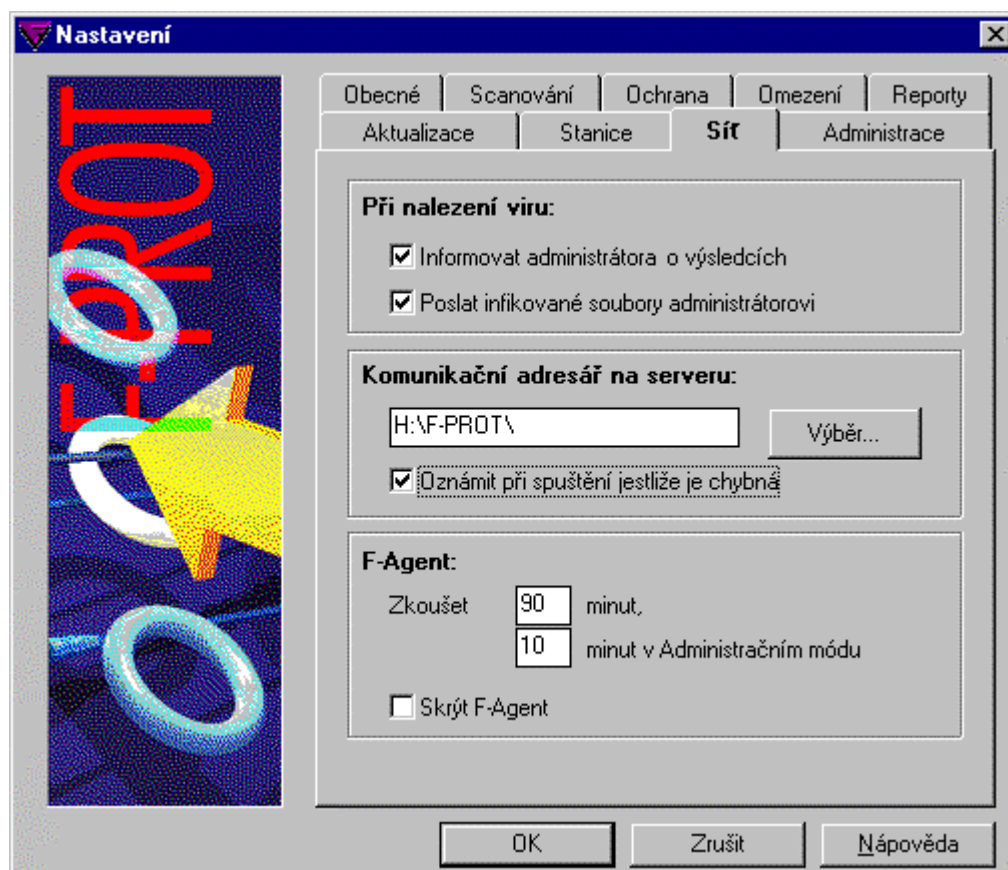 Nastavení
F-PROT
Obecné Scanování Ochrana Omezení Reporty
Aktualizace Stanice Síť Administrace
Při nalezení viru:
Informovat administrátora o výsledcích
Poslat infikované soubory administrátorovi
Komunikační adresář na serveru:
H:\F-PROT\ Výběr...
Oznámit při spuštění jestliže je chybná
F-Agent:
Zkoušet 90 minut,
10 minut v Administračním módu
Skrýt F-Agent
OK Zrušit Nápověda